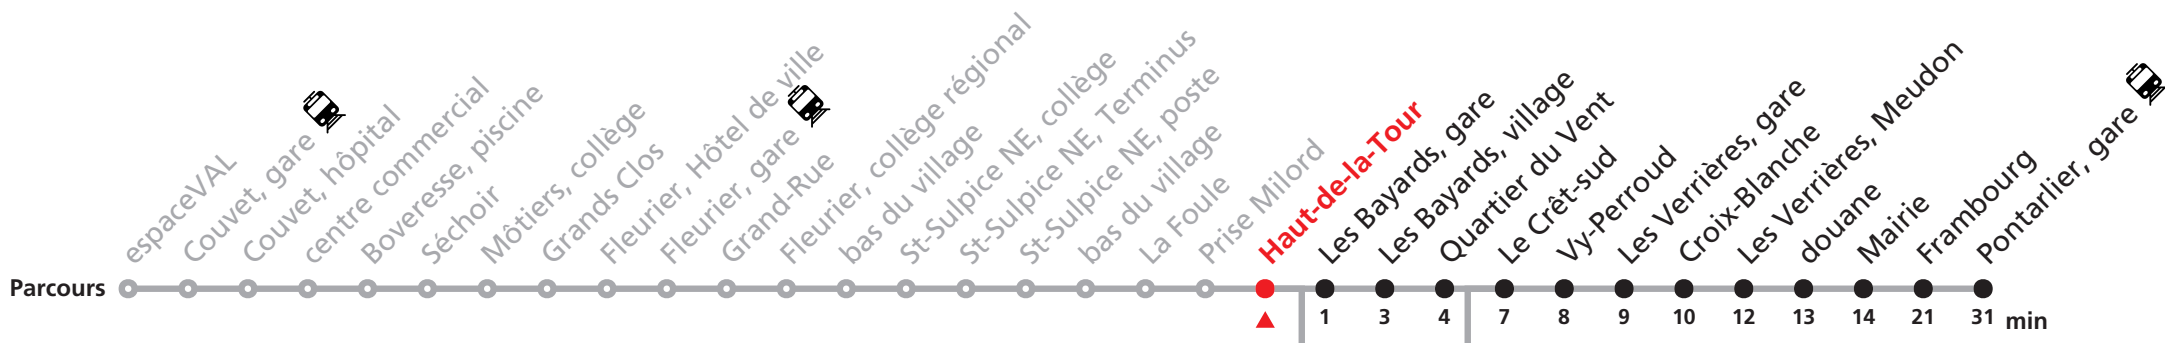 espaceVAL
Couvet, gare
Couvet, hôpital
centre commercial
Boveresse, piscine
Séchoir
Môtiers, collège
Grands Clos
Fleurier, Hôtel de ville
Fleurier, gare
Grand-Rue
Fleurier, collège régional
bas du village
St-Sulpice NE, collège
St-Sulpice NE, Terminus
St-Sulpice NE, poste
bas du village
La Foule
Prise Milord
Haut-de-la-Tour
Les Bayards, gare
Les Bayards, village
Quartier du Vent
Le Crêt-sud
Vy-Perroud
Les Verrières, gare
Croix-Blanche
Les Verrières, Meudon
douane
Mairie
Frambourg
Pontarlier, gare
Parcours
1 3 4 7 8 9 10 12 13 14 21 31 min